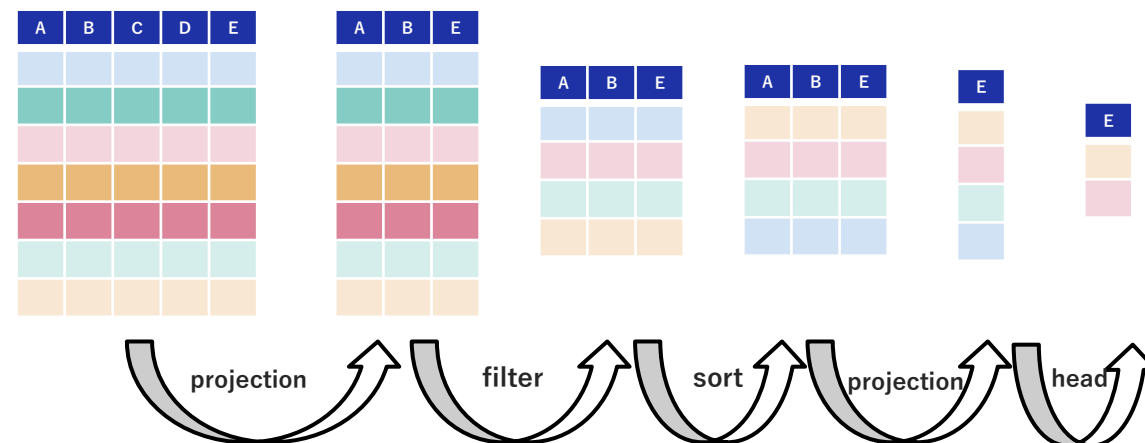 A B C D E
A B E
A B E
A B E
E
E
projection
filter
sort
projection
head